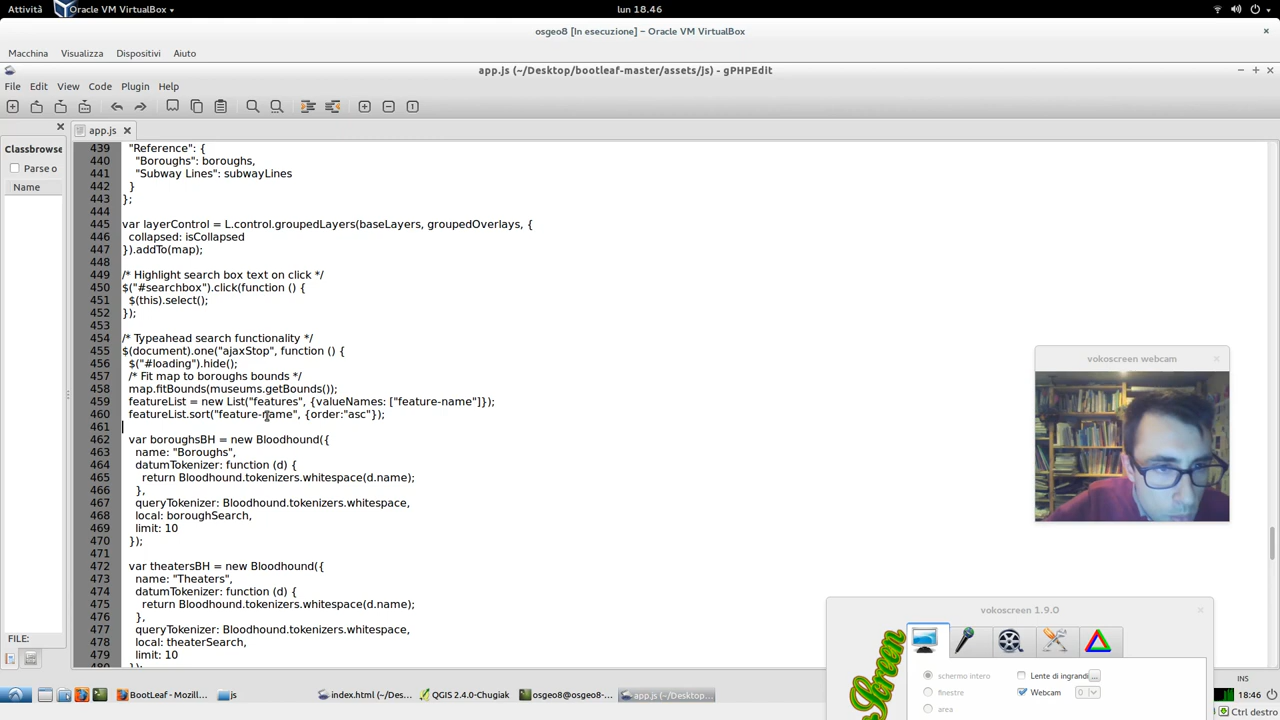 Attività Oracle VM VirtualBox lun 18.46
osgeo8 [In esecuzione] – Oracle VM VirtualBox
Macchina Visualizza Dispositivi Aiuto
app.js (~/Desktop/bootleaf-master/assets/js) - gPHPEdit
File Edit View Code Plugin Help
app.js
Classbrowse
Parse o
Name
439 "Reference": {
440 "Boroughs": boroughs,
441 "Subway Lines": subwayLines
442 }
443 };
444
445 var layerControl = L.control.groupedLayers(baseLayers, groupedOverlays, {
446 collapsed: isCollapsed
447 }).addTo(map);
448
449 /* Highlight search box text on click */
450 $("#searchbox").click(function () {
451 $(this).select();
452 });
453
454 /* Typeahead search functionality */
455 $(document).one("ajaxStop", function () {
456 $("#loading").hide();
457 /* Fit map to boroughs bounds */
458 map.fitBounds(museums.getBounds());
459 featureList = new List("features", {valueNames: ["feature-name"]});
460 featureList.sort("feature-name", {order:"asc"});
461
462 var boroughsBH = new Bloodhound({
463 name: "Boroughs",
464 datumTokenizer: function (d) {
465 return Bloodhound.tokenizers.whitespace(d.name);
466 },
467 queryTokenizer: Bloodhound.tokenizers.whitespace,
468 local: boroughSearch,
469 limit: 10
470 });
471
472 var theatersBH = new Bloodhound({
473 name: "Theaters",
474 datumTokenizer: function (d) {
475 return Bloodhound.tokenizers.whitespace(d.name);
476 },
477 queryTokenizer: Bloodhound.tokenizers.whitespace,
478 local: theaterSearch,
479 limit: 10
480 });
FILE:
vokoscreen webcam
vokoscreen 1.9.0
Screen
schermo intero Lente di ingrandi ...
finestre Webcam 0
area
INS
BootLeaf - Mozill... js index.html (~/Des... QGIS 2.4.0-Chugiak osgeo8@osgeo8-... app.js (~/Desktop... 18:46
Ctrl destro